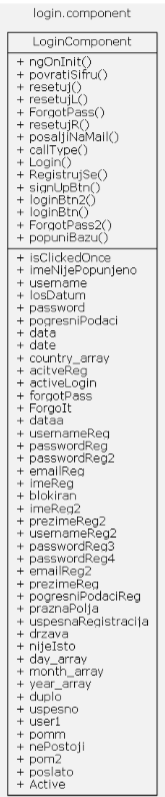 login.component
LoginComponent
+ ngOnInit()
+ povratiSifru()
+ resetuj()
+ resetujL()
+ ForgotPass()
+ resetujR()
+ posaljiNaMail()
+ callType()
+ Login()
+ RegistrujSe()
+ signUpBtn()
+ loginBtn2()
+ loginBtn()
+ ForgotPass2()
+ popuniBazu()
+ isClickedOnce
+ imeNijePopunjeno
+ username
+ losDatum
+ password
+ pogresniPodaci
+ data
+ date
+ country_array
+ acitveReg
+ activeLogin
+ forgotPass
+ ForgoIt
+ dataa
+ usernameReg
+ passwordReg
+ passwordReg2
+ emailReg
+ imeReg
+ blokiran
+ imeReg2
+ prezimeReg2
+ usernameReg2
+ passwordReg3
+ passwordReg4
+ emailReg2
+ prezimeReg
+ pogresniPodaciReg
+ praznaPolja
+ uspesnaRegistracija
+ drzava
+ nijeIsto
+ day_array
+ month_array
+ year_array
+ duplo
+ uspesno
+ user1
+ pomm
+ nePostoji
+ pom2
+ poslato
+ Active